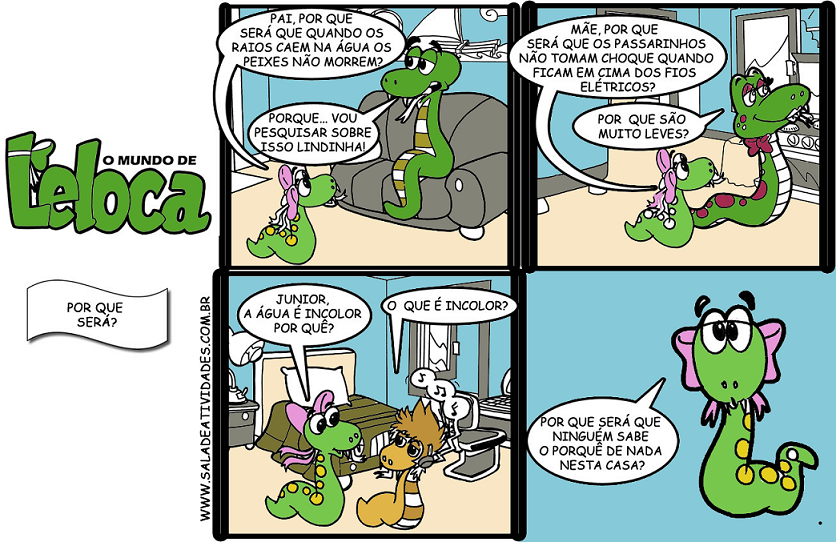 O MUNDO DE
Leloca
POR QUE
SERÁ?
PAI, POR QUE
SERÁ QUE QUANDO OS
RAIOS CAEM NA ÁGUA OS
PEIXES NÃO MORREM?
PORQUE... VOU
PESQUISAR SOBRE
ISSO LINDINHA!
MÃE, POR QUE
SERÁ QUE OS PASSARINHOS
NÃO TOMAM CHOQUE QUANDO
FICAM EM CIMA DOS FIOS
ELÉTRICOS?
POR QUE SÃO
MUITO LEVES?
JUNIOR,
A ÁGUA É INCOLOR
POR QUÊ?
O QUE É INCOLOR?
POR QUE SERÁ QUE
NINGUÉM SABE
O PORQUÊ DE NADA
NESTA CASA?
WWW.SALADEATIVIDADES.COM.BR